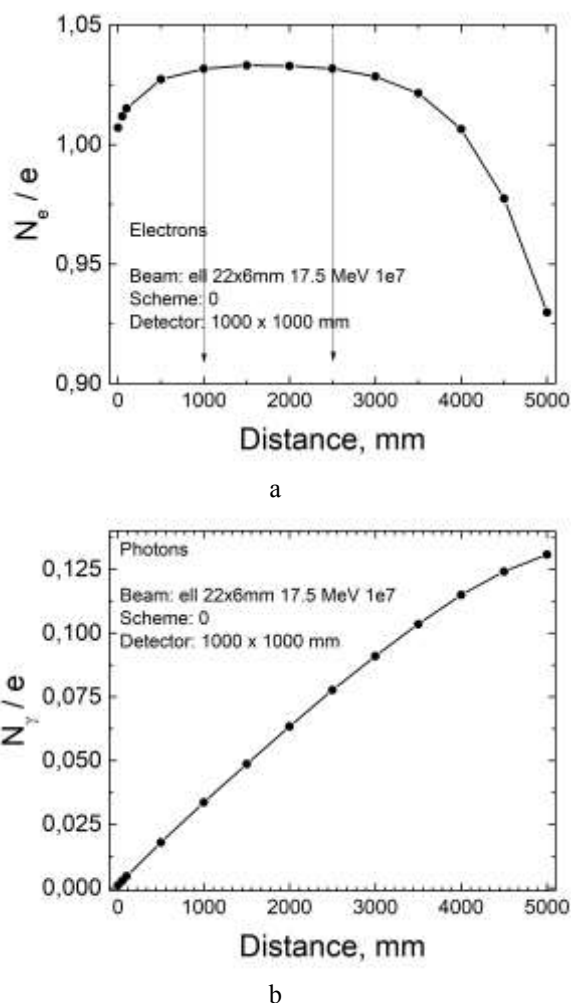 1,05
1,00
0,95
0,90
N_e / e
Electrons
Beam: ell 22x6mm 17.5 MeV 1e7
Scheme: 0
Detector: 1000 x 1000 mm
0 1000 2000 3000 4000 5000
Distance, mm
a
0,125
0,100
0,075
0,050
0,025
0,000
N_γ / e
Photons
Beam: ell 22x6mm 17.5 MeV 1e7
Scheme: 0
Detector: 1000 x 1000 mm
0 1000 2000 3000 4000 5000
Distance, mm
b